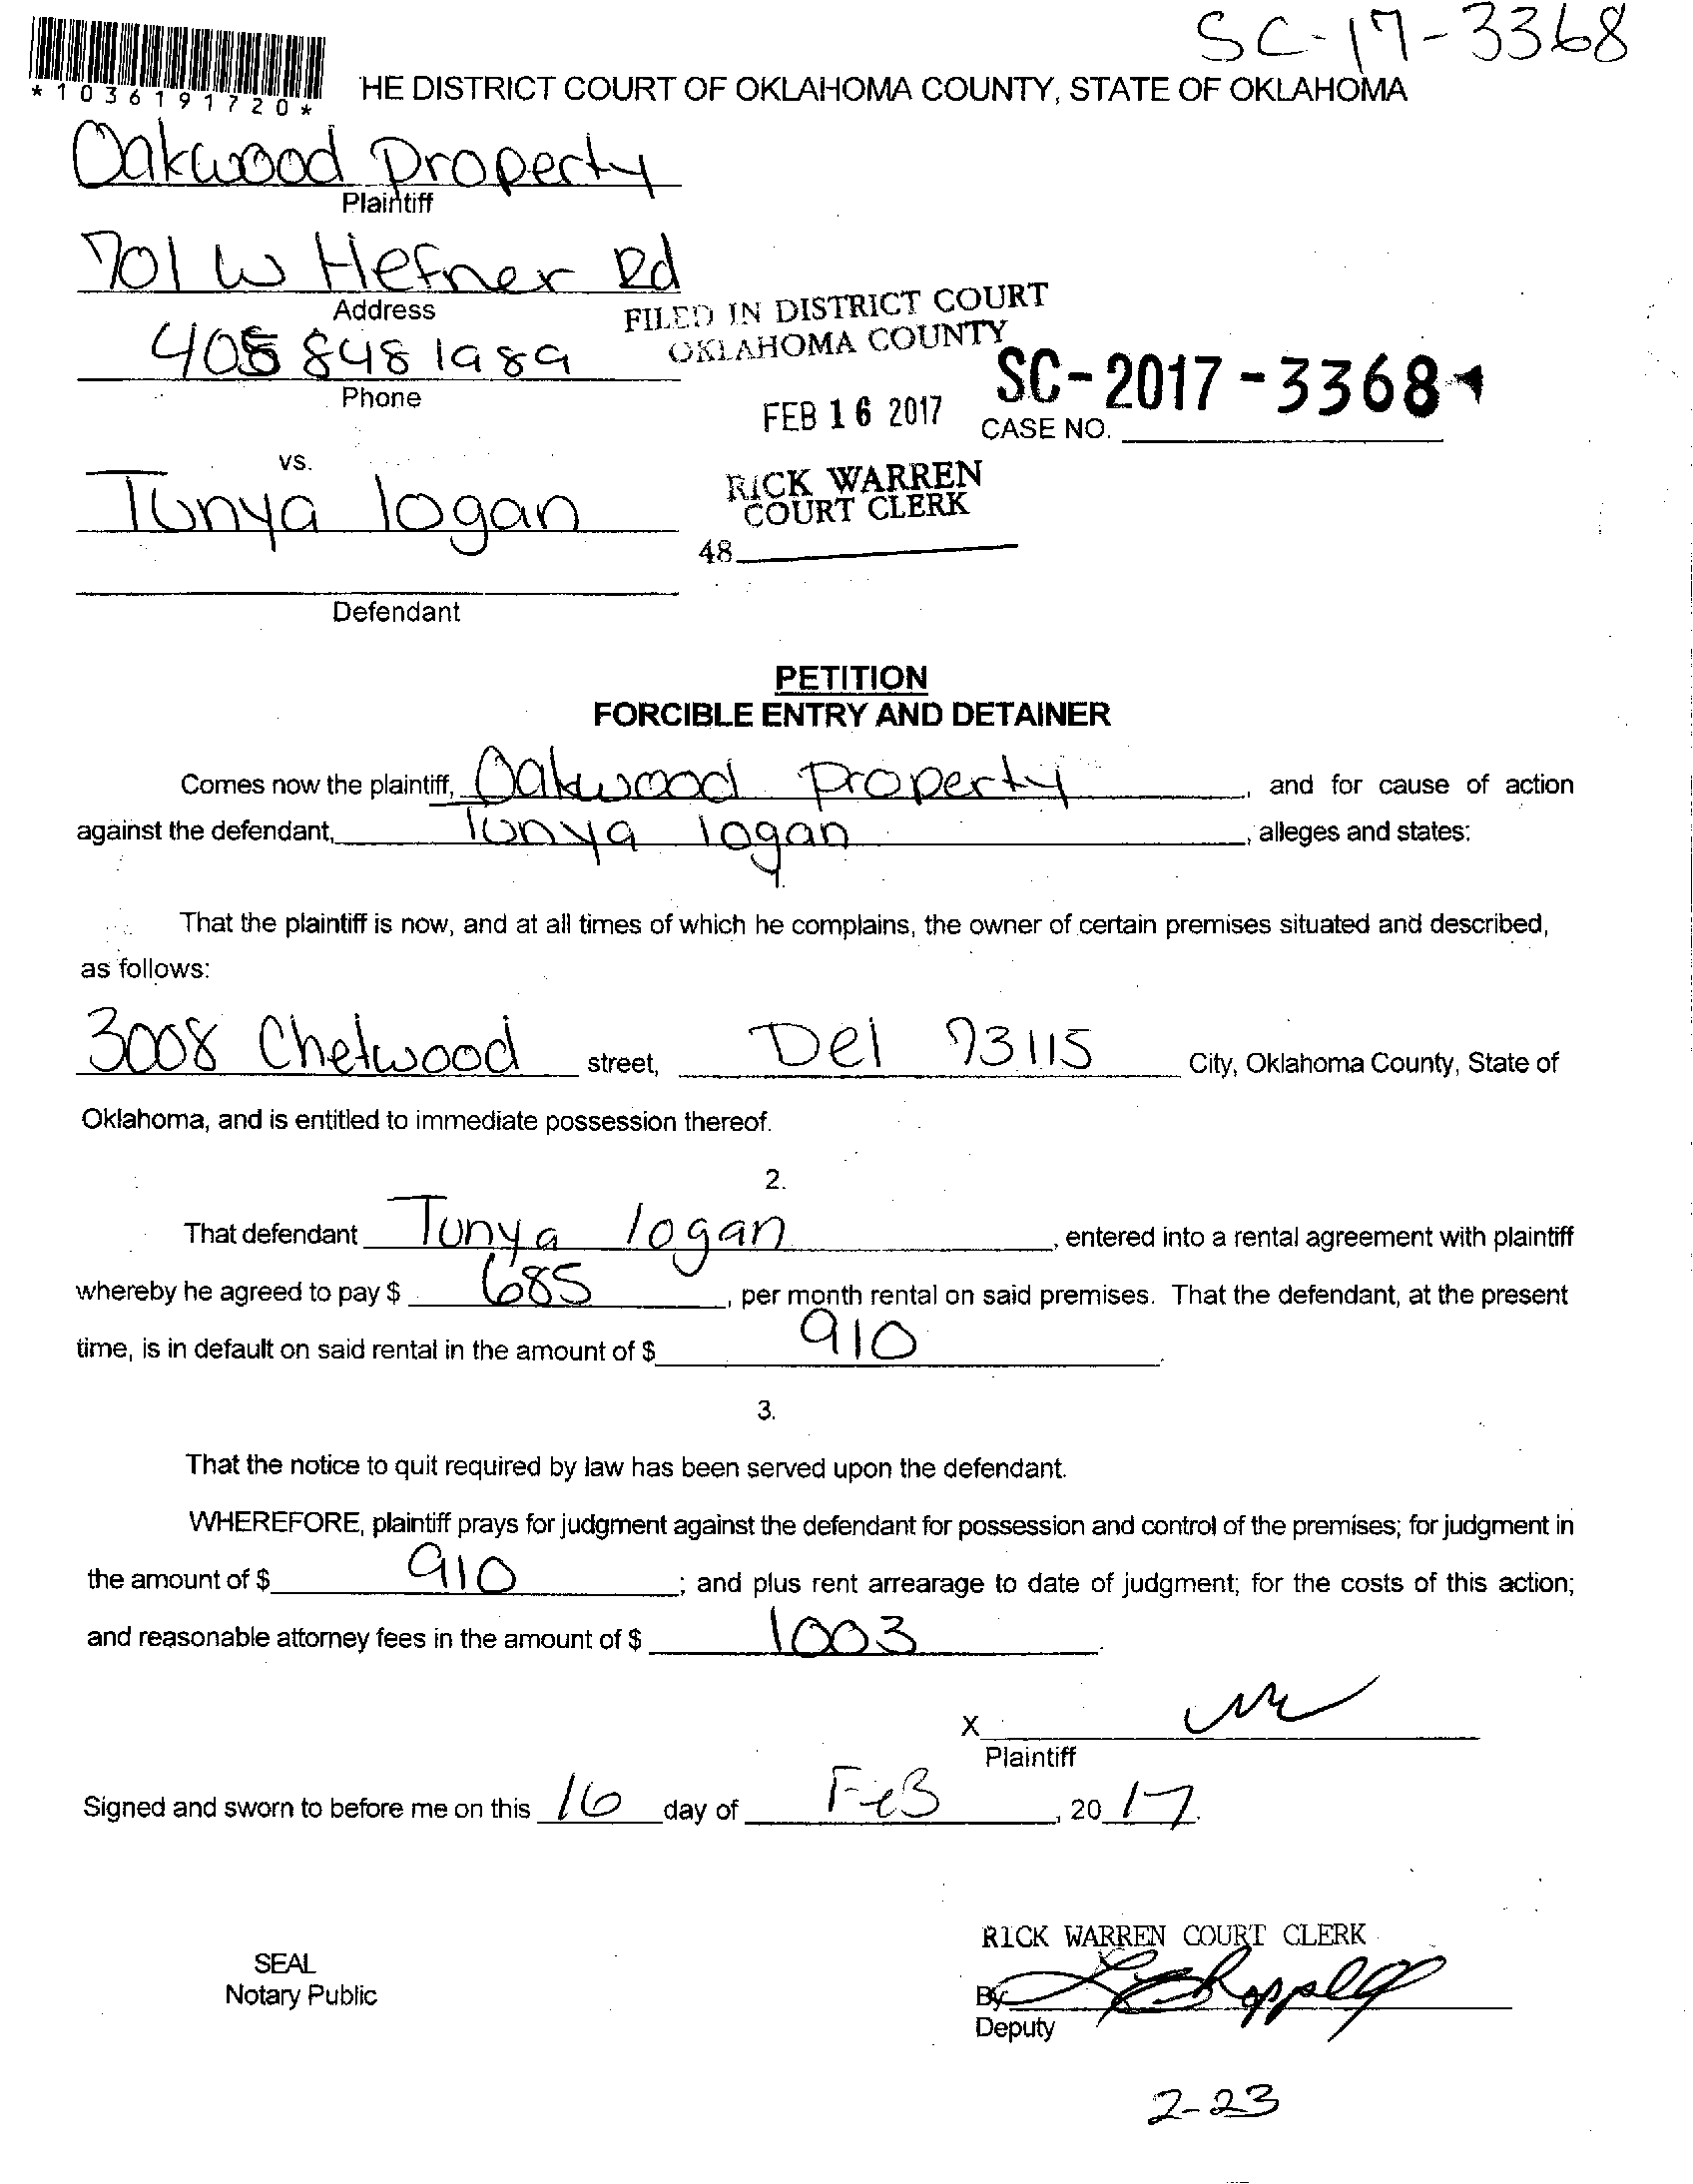 SC-17-3368
*1036191720*
HE DISTRICT COURT OF OKLAHOMA COUNTY, STATE OF OKLAHOMA
Oakwood Property
Plaintiff
701 W Hefner Rd
Address
405 848 1989
Phone
FILED IN DISTRICT COURT
OKLAHOMA COUNTY
FEB 16 2017
SC-2017-3368
CASE NO.
vs.
RICK WARREN
COURT CLERK
48
Tunya logan
Defendant
PETITION
FORCIBLE ENTRY AND DETAINER
Comes now the plaintiff, Oakwood Property, and for cause of action
against the defendant, Tunya logan, alleges and states:
1.
That the plaintiff is now, and at all times of which he complains, the owner of certain premises situated and described,
as follows:
3008 Chetwood street, Del 73115 City, Oklahoma County, State of
Oklahoma, and is entitled to immediate possession thereof.
2.
That defendant Tunya logan, entered into a rental agreement with plaintiff
whereby he agreed to pay $ 685, per month rental on said premises. That the defendant, at the present
time, is in default on said rental in the amount of $ 910.
3.
That the notice to quit required by law has been served upon the defendant.
WHEREFORE, plaintiff prays for judgment against the defendant for possession and control of the premises; for judgment in
the amount of $ 910; and plus rent arrearage to date of judgment; for the costs of this action;
and reasonable attorney fees in the amount of $ 1003.
X
Plaintiff
Signed and sworn to before me on this 16 day of FeB, 20 17.
RICK WARREN COURT CLERK
SEAL
Notary Public
By
Deputy
2-23